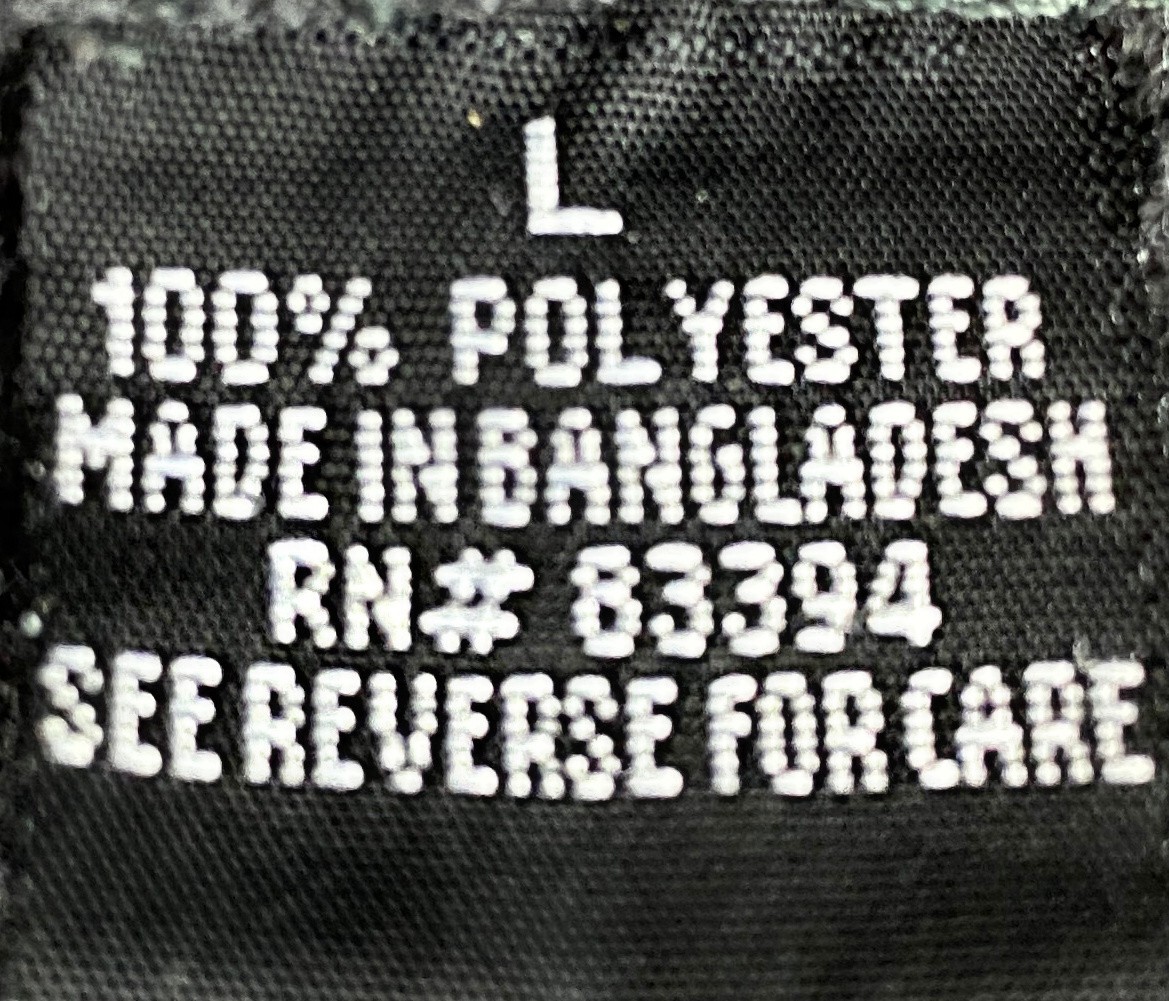 L
100% POLYESTER
MADE IN BANGLADESH
RN# 83394
SEE REVERSE FOR CARE